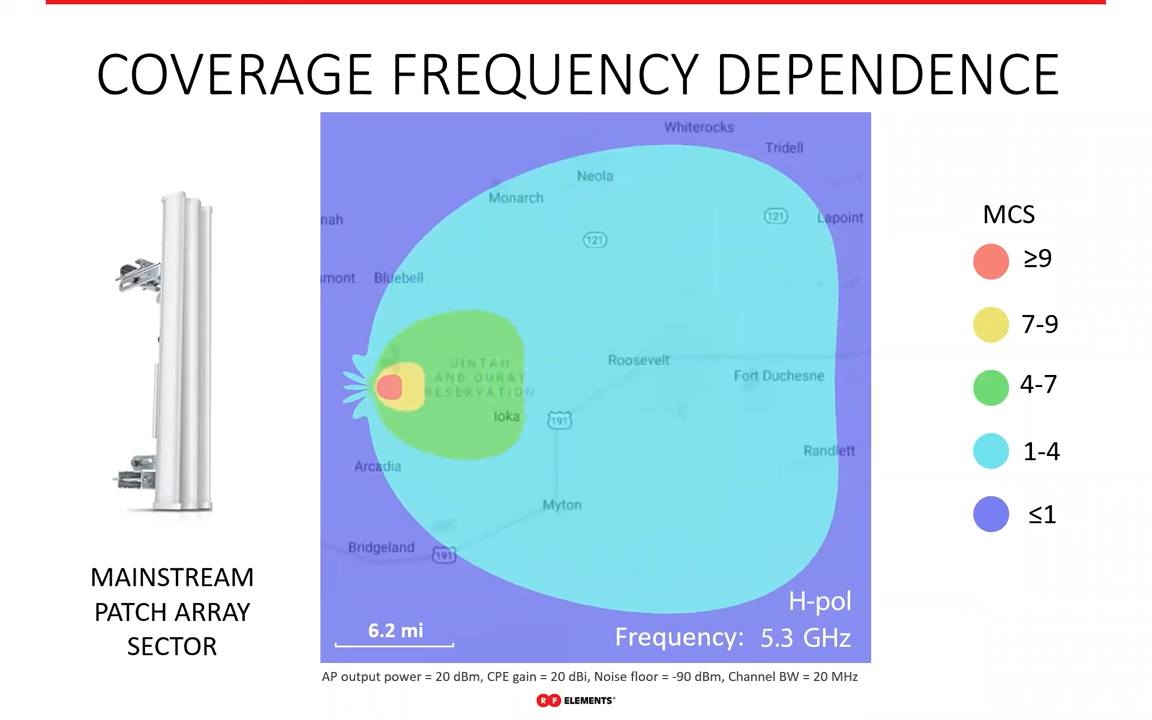 COVERAGE FREQUENCY DEPENDENCE
Whiterocks
Tridell
Neola
Monarch
121
Lapoint
nah
121
mont
Bluebell
UINTAH
AND OURAY
RESERVATION
Roosevelt
Fort Duchesne
Ioka
191
Randlett
Arcadia
Myton
Bridgeland
191
H-pol
6.2 mi
Frequency: 5.3 GHz
MCS
≥9
7-9
4-7
1-4
≤1
MAINSTREAM
PATCH ARRAY
SECTOR
AP output power = 20 dBm, CPE gain = 20 dBi, Noise floor = -90 dBm, Channel BW = 20 MHz
RF ELEMENTS